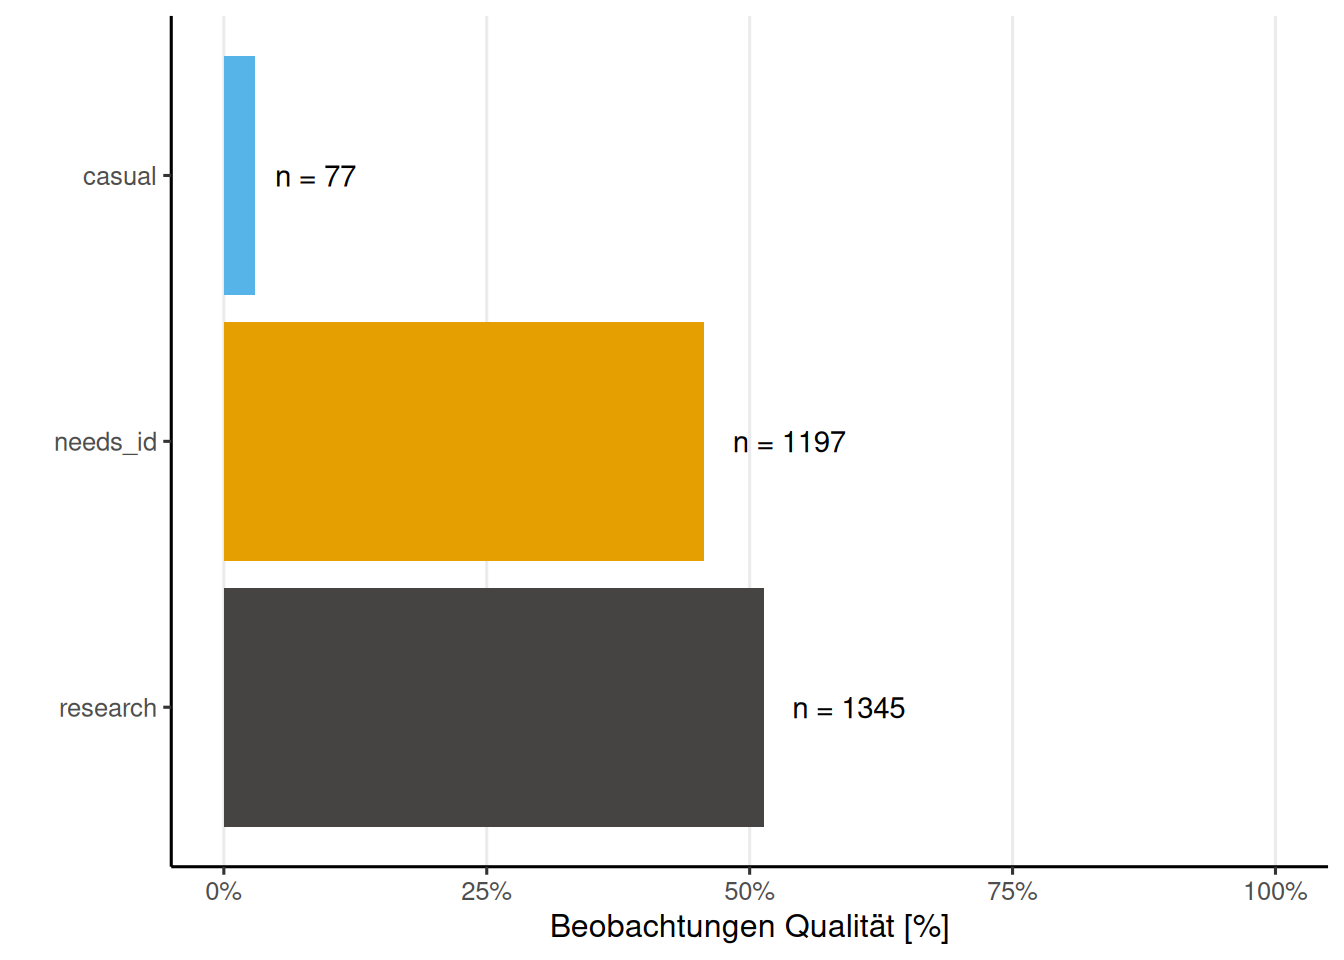 casual
n = 77
needs_id
n = 1197
research
n = 1345
0% 25% 50% 75% 100%
Beobachtungen Qualität [%]